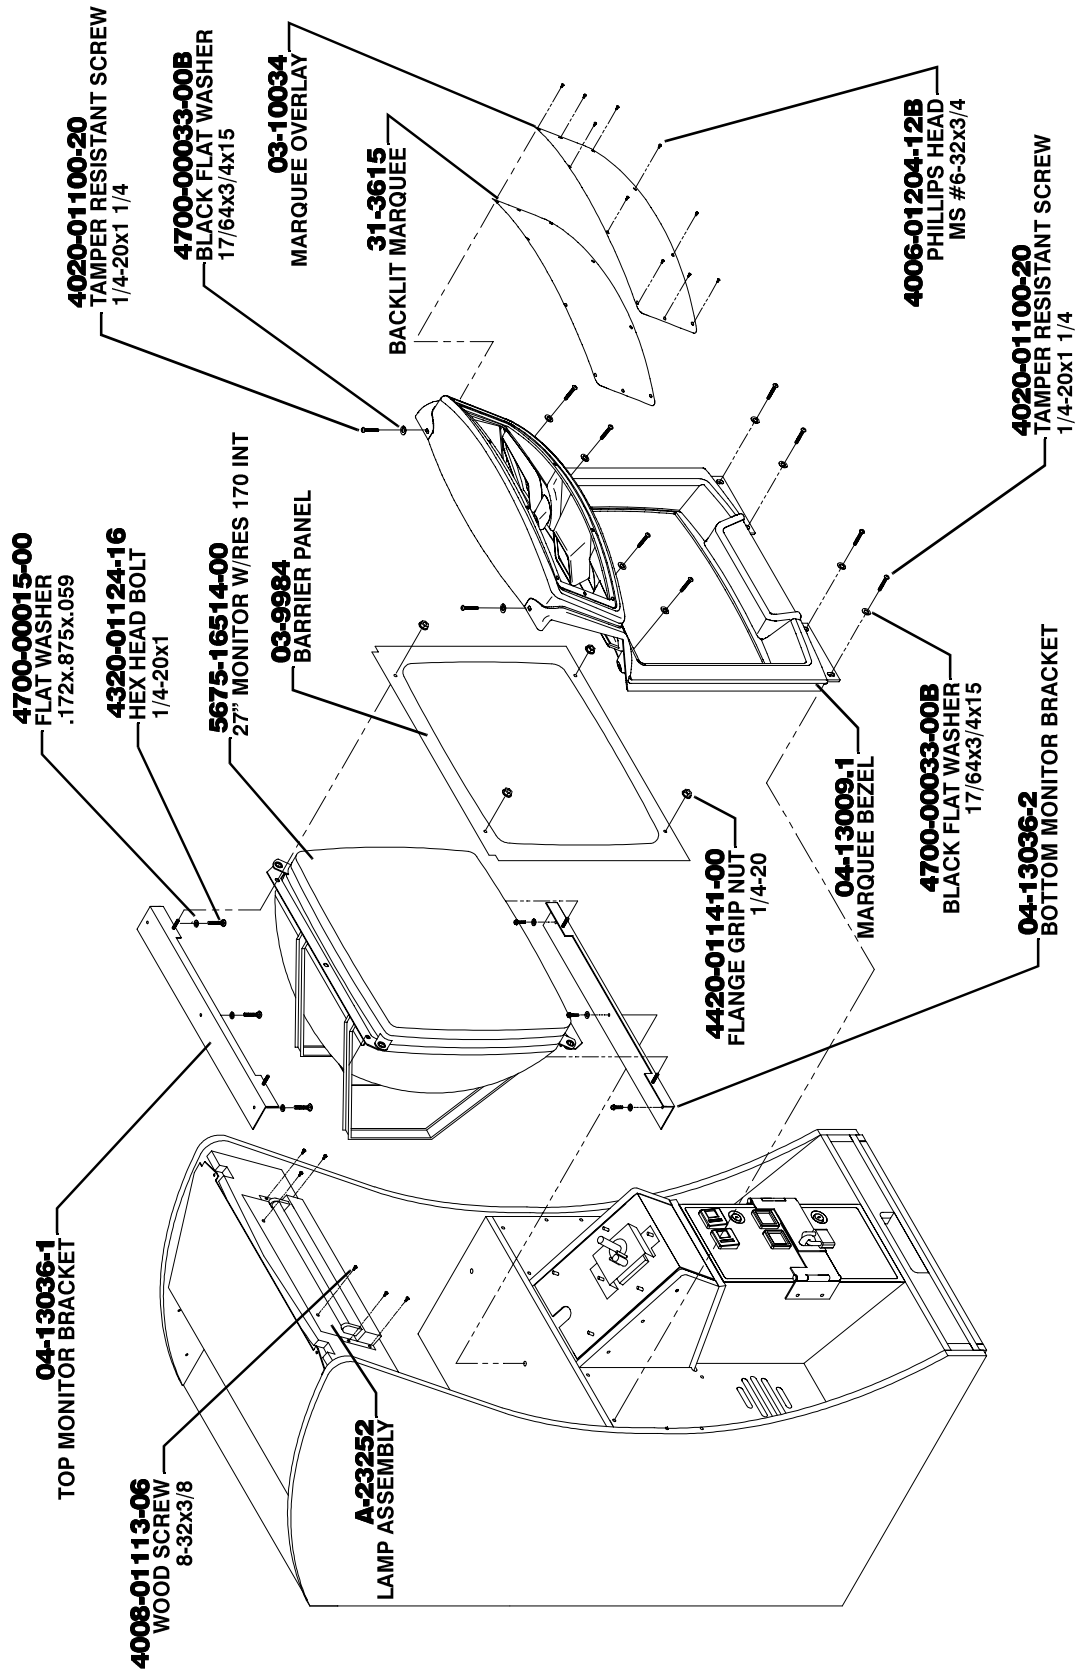 4700-00015-00
FLAT WASHER
.172x.875x.059
4320-01124-16
HEX HEAD BOLT
1/4-20x1
5675-16514-00
27" MONITOR W/RES 170 INT
03-9984
BARRIER PANEL
4020-01100-20
TAMPER RESISTANT SCREW
1/4-20x1 1/4
4700-00033-00B
BLACK FLAT WASHER
17/64x3/4x15
03-10034
MARQUEE OVERLAY
31-3615
BACKLIT MARQUEE
04-13036-1
TOP MONITOR BRACKET
4008-01113-06
WOOD SCREW
8-32x3/8
A-23252
LAMP ASSEMBLY
4420-01141-00
FLANGE GRIP NUT
1/4-20
04-13009.1
MARQUEE BEZEL
4700-00033-00B
BLACK FLAT WASHER
17/64x3/4x15
04-13036-2
BOTTOM MONITOR BRACKET
4006-01204-12B
PHILLIPS HEAD
MS #6-32x3/4
4020-01100-20
TAMPER RESISTANT SCREW
1/4-20x1 1/4